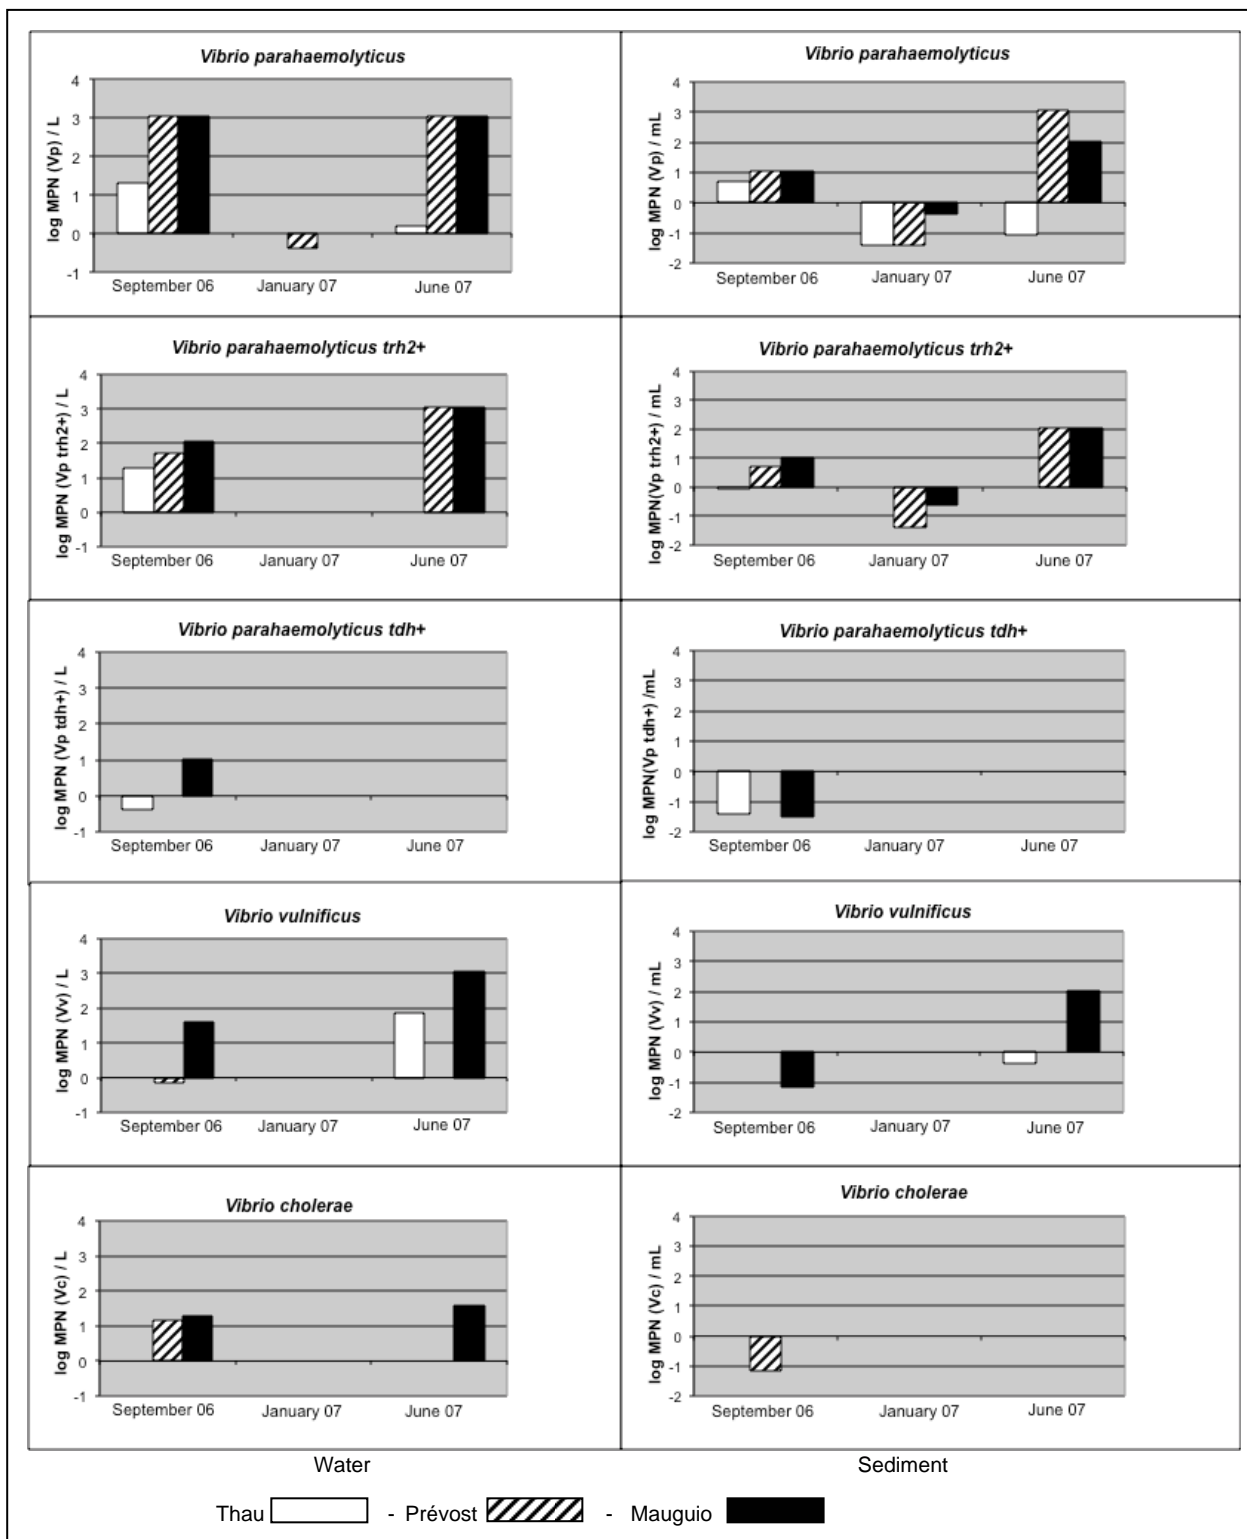 Vibrio parahaemolyticus
log MPN (Vp) / L
4
3
2
1
0
-1
September 06 January 07 June 07
Vibrio parahaemolyticus
log MPN (Vp) / mL
4
3
2
1
0
-1
-2
September 06 January 07 June 07
Vibrio parahaemolyticus trh2+
log MPN (Vp trh2+) / L
4
3
2
1
0
-1
September 06 January 07 June 07
Vibrio parahaemolyticus trh2+
log MPN(Vp trh2+) / mL
4
3
2
1
0
-1
-2
September 06 January 07 June 07
Vibrio parahaemolyticus tdh+
log MPN (Vp tdh+) / L
4
3
2
1
0
-1
September 06 January 07 June 07
Vibrio parahaemolyticus tdh+
log MPN(Vp tdh+) /mL
4
3
2
1
0
-1
-2
September 06 January 07 June 07
Vibrio vulnificus
log MPN (Vv) / L
4
3
2
1
0
-1
September 06 January 07 June 07
Vibrio vulnificus
log MPN (Vv) / mL
4
3
2
1
0
-1
-2
September 06 January 07 June 07
Vibrio cholerae
log MPN (Vc) / L
4
3
2
1
0
-1
September 06 January 07 June 07
Vibrio cholerae
log MPN (Vc) / mL
4
3
2
1
0
-1
-2
September 06 January 07 June 07
Water
Sediment
Thau - Prévost - Mauguio